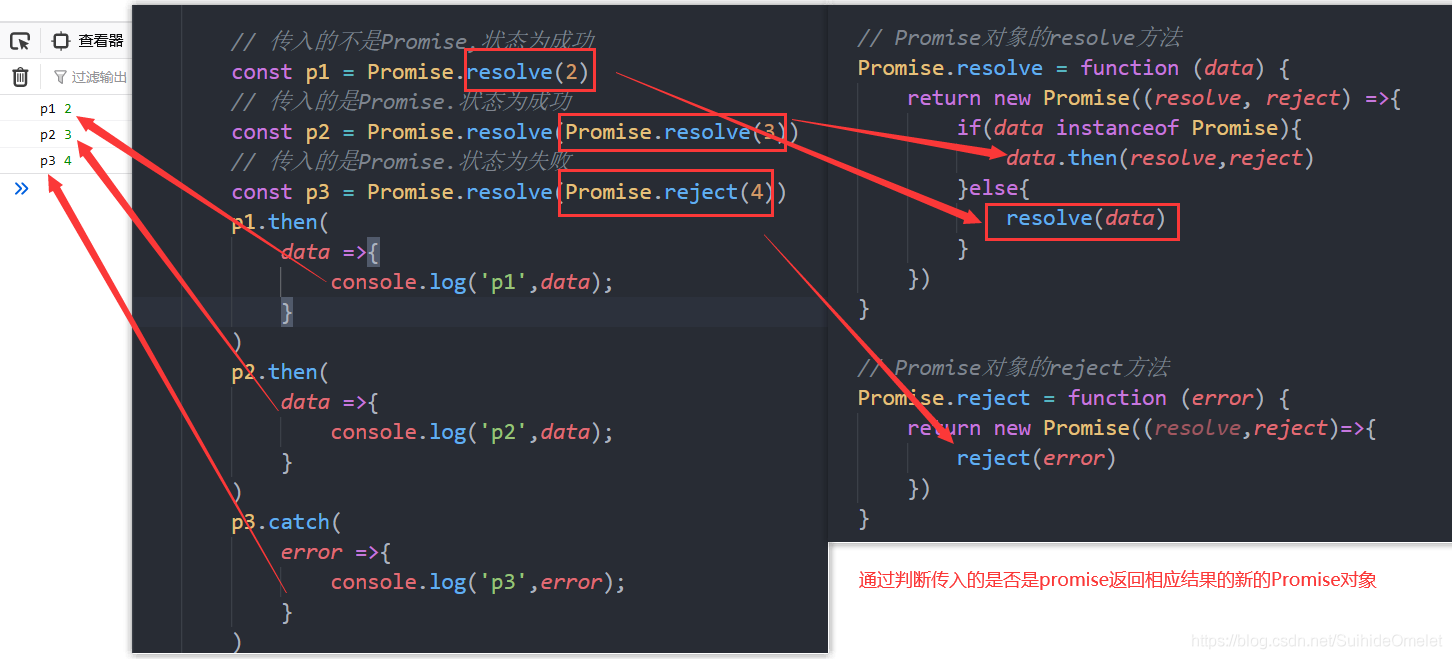 查看器
过滤输出
p1 2
p2 3
p3 4
»
// 传入的不是Promise,状态为成功
const p1 = Promise.resolve(2)
// 传入的是Promise.状态为成功
const p2 = Promise.resolve(Promise.resolve(3))
// 传入的是Promise.状态为失败
const p3 = Promise.resolve(Promise.reject(4))
p1.then(
data =>{
console.log('p1',data);
}
)
p2.then(
data =>{
console.log('p2',data);
}
)
p3.catch(
error =>{
console.log('p3',error);
}
)
// Promise对象的resolve方法
Promise.resolve = function (data) {
return new Promise((resolve, reject) =>{
if(data instanceof Promise){
data.then(resolve,reject)
}else{
resolve(data)
}
})
}
// Promise对象的reject方法
Promise.reject = function (error) {
return new Promise((resolve,reject)=>{
reject(error)
})
}
通过判断传入的是否是promise返回相应结果的新的Promise对象
https://blog.csdn.net/SuihideOmelet